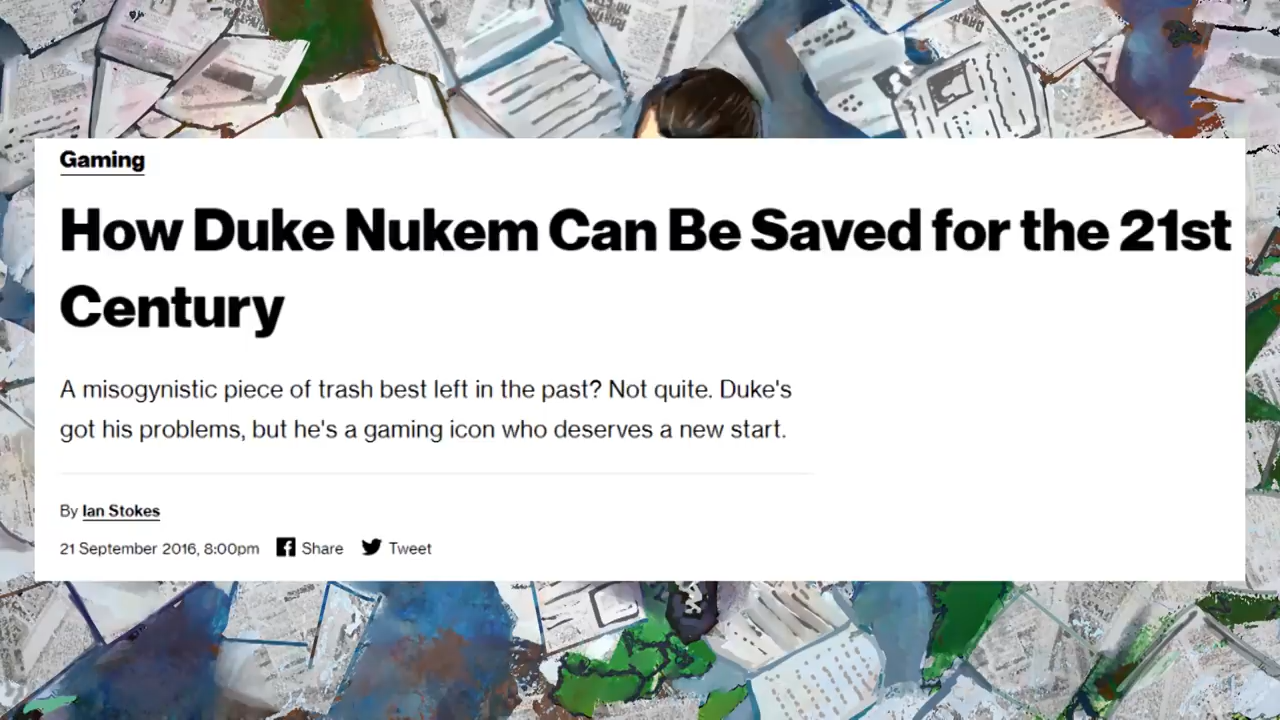 Gaming
How Duke Nukem Can Be Saved for the 21st
Century
A misogynistic piece of trash best left in the past? Not quite. Duke's
got his problems, but he's a gaming icon who deserves a new start.
By Ian Stokes
21 September 2016, 8:00pm Share Tweet